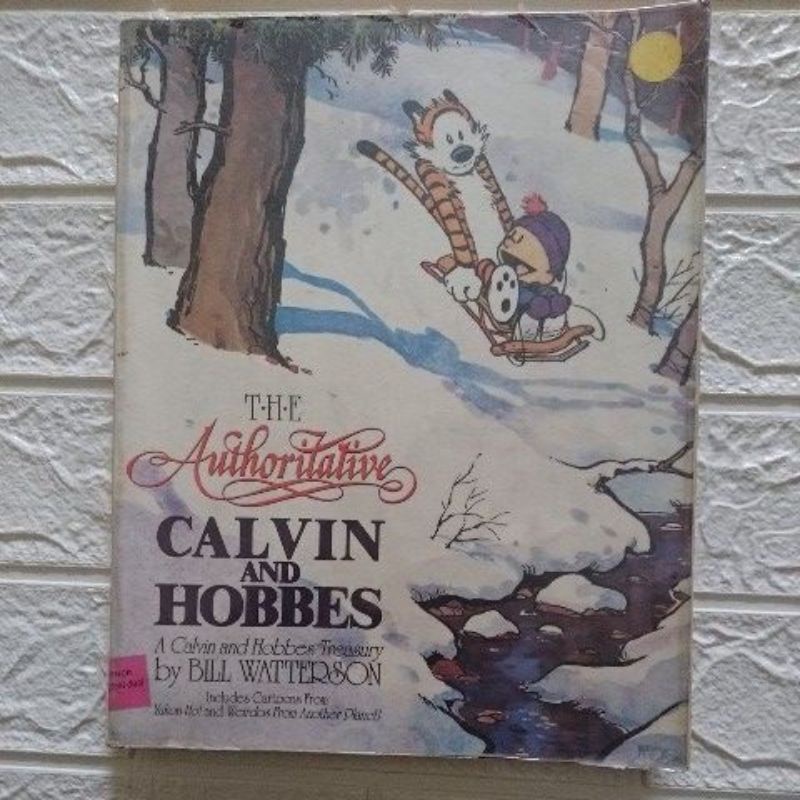 T·H·E
Authoritative
CALVIN
AND
HOBBES
A Calvin and Hobbes Treasury
by BILL WATTERSON
Includes Cartoons From
Yukon Ho! and Weirdos From Another Planet!